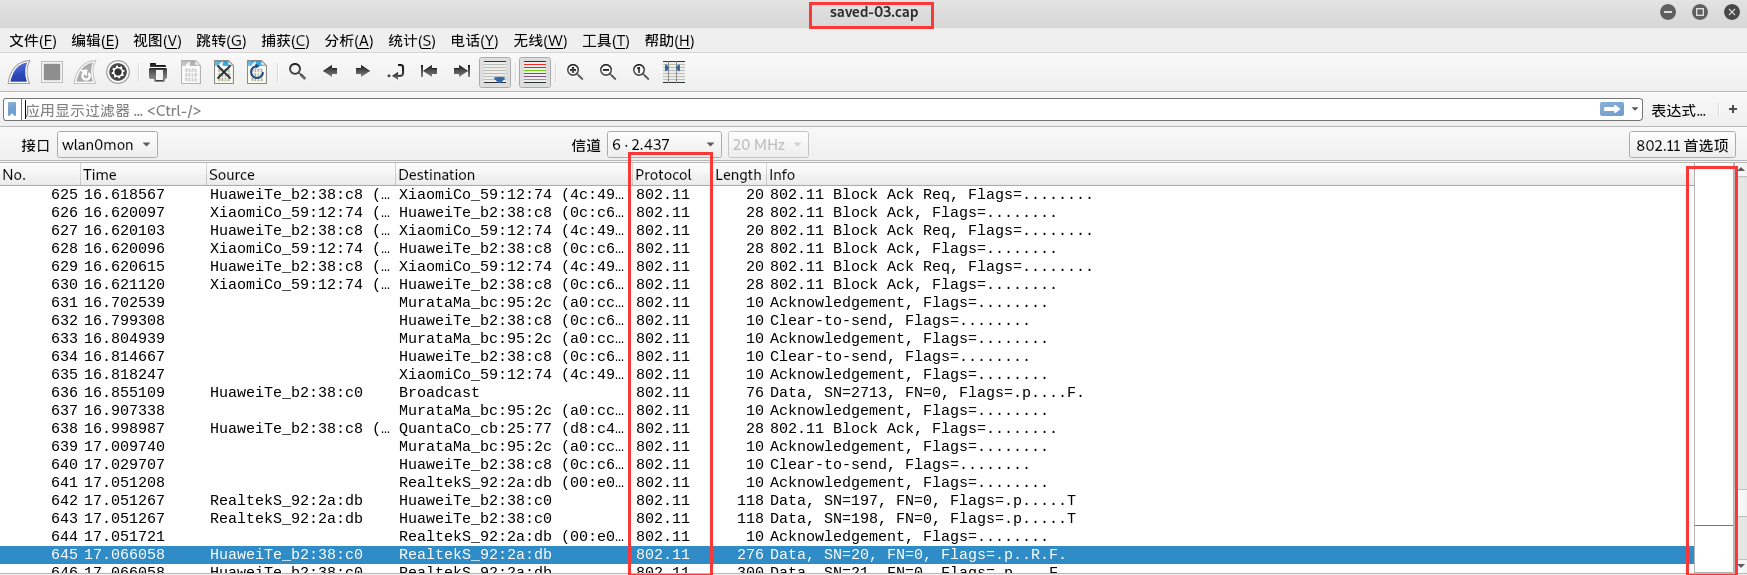 saved-03.cap
文件(F) 编辑(E) 视图(V) 跳转(G) 捕获(C) 分析(A) 统计(S) 电话(Y) 无线(W) 工具(T) 帮助(H)
应用显示过滤器 ... <Ctrl-/> 表达式... +
接口 wlan0mon 信道 6 · 2.437 20 MHz 802.11 首选项
No. Time Source Destination Protocol Length Info
625 16.618567 HuaweiTe_b2:38:c8 (… XiaomiCo_59:12:74 (4c:49… 802.11 20 802.11 Block Ack Req, Flags=........
626 16.620097 XiaomiCo_59:12:74 (… HuaweiTe_b2:38:c8 (0c:c6… 802.11 28 802.11 Block Ack, Flags=........
627 16.620103 HuaweiTe_b2:38:c8 (… XiaomiCo_59:12:74 (4c:49… 802.11 20 802.11 Block Ack Req, Flags=........
628 16.620096 XiaomiCo_59:12:74 (… HuaweiTe_b2:38:c8 (0c:c6… 802.11 28 802.11 Block Ack, Flags=........
629 16.620615 HuaweiTe_b2:38:c8 (… XiaomiCo_59:12:74 (4c:49… 802.11 20 802.11 Block Ack Req, Flags=........
630 16.621120 XiaomiCo_59:12:74 (… HuaweiTe_b2:38:c8 (0c:c6… 802.11 28 802.11 Block Ack, Flags=........
631 16.702539 MurataMa_bc:95:2c (a0:cc… 802.11 10 Acknowledgement, Flags=........
632 16.799308 HuaweiTe_b2:38:c8 (0c:c6… 802.11 10 Clear-to-send, Flags=........
633 16.804939 MurataMa_bc:95:2c (a0:cc… 802.11 10 Acknowledgement, Flags=........
634 16.814667 HuaweiTe_b2:38:c8 (0c:c6… 802.11 10 Clear-to-send, Flags=........
635 16.818247 XiaomiCo_59:12:74 (4c:49… 802.11 10 Acknowledgement, Flags=........
636 16.855109 HuaweiTe_b2:38:c0 Broadcast 802.11 76 Data, SN=2713, FN=0, Flags=.p....F.
637 16.907338 MurataMa_bc:95:2c (a0:cc… 802.11 10 Acknowledgement, Flags=........
638 16.998987 HuaweiTe_b2:38:c8 (… QuantaCo_cb:25:77 (d8:c4… 802.11 28 802.11 Block Ack, Flags=........
639 17.009740 MurataMa_bc:95:2c (a0:cc… 802.11 10 Acknowledgement, Flags=........
640 17.029707 HuaweiTe_b2:38:c8 (0c:c6… 802.11 10 Clear-to-send, Flags=........
641 17.051208 RealtekS_92:2a:db (00:e0… 802.11 10 Acknowledgement, Flags=........
642 17.051267 RealtekS_92:2a:db HuaweiTe_b2:38:c0 802.11 118 Data, SN=197, FN=0, Flags=.p.....T
643 17.051267 RealtekS_92:2a:db HuaweiTe_b2:38:c0 802.11 118 Data, SN=198, FN=0, Flags=.p.....T
644 17.051721 RealtekS_92:2a:db (00:e0… 802.11 10 Acknowledgement, Flags=........
645 17.066058 HuaweiTe_b2:38:c0 RealtekS_92:2a:db 802.11 276 Data, SN=20, FN=0, Flags=.p..R.F.
646 17.066058 HuaweiTe_b2:38:c0 RealtekS_92:2a:db 802.11 300 Data, SN=21, FN=0, Flags=.p....F.